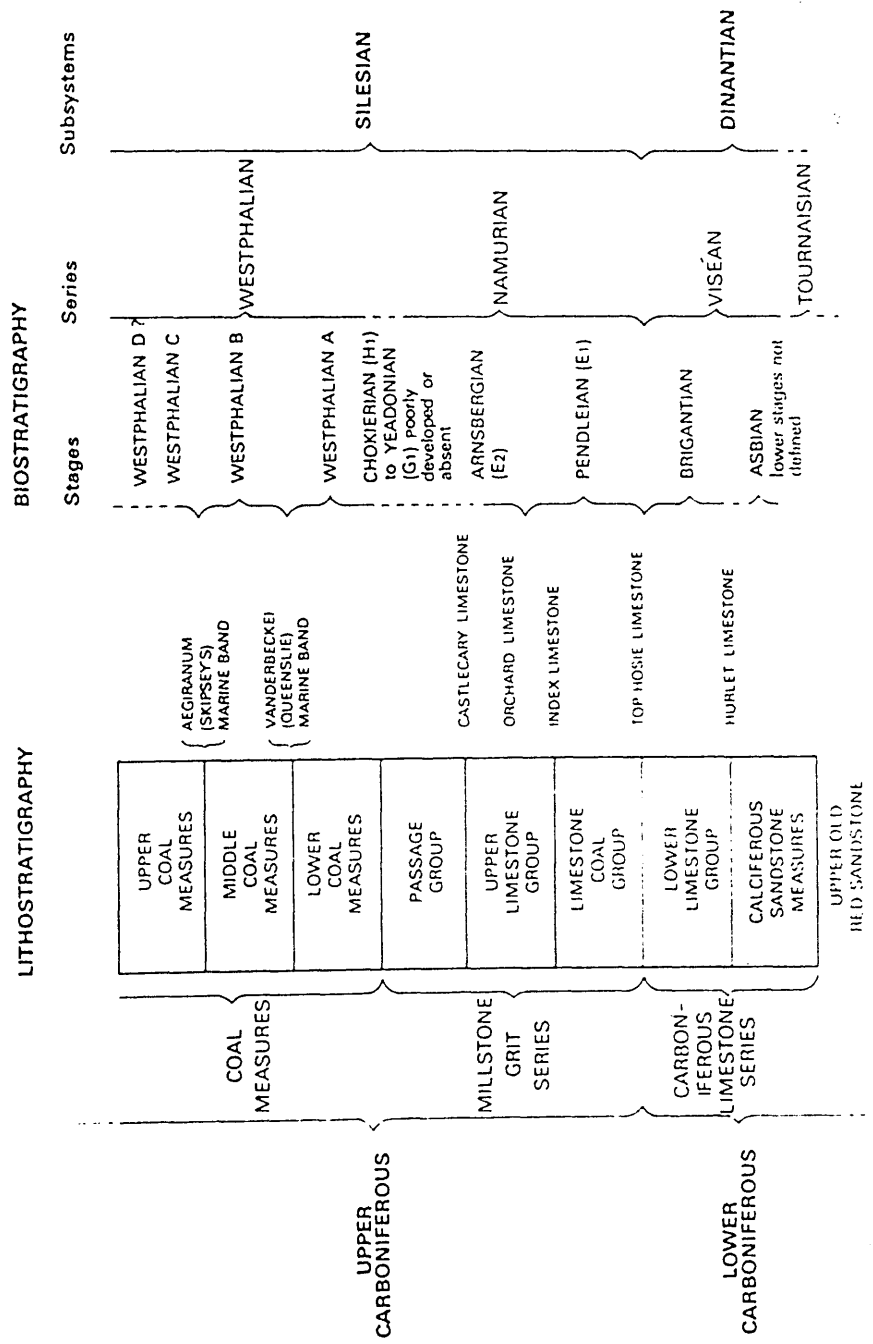 LITHOSTRATIGRAPHY
BIOSTRATIGRAPHY
Stages
Series
Subsystems
UPPER
CARBONIFEROUS
LOWER
CARBONIFEROUS
COAL
MEASURES
MILLSTONE
GRIT
SERIES
CARBON-
IFEROUS
LIMESTONE
SERIES
UPPER
COAL
MEASURES
MIDDLE
COAL
MEASURES
LOWER
COAL
MEASURES
PASSAGE
GROUP
UPPER
LIMESTONE
GROUP
LIMESTONE
COAL
GROUP
LOWER
LIMESTONE
GROUP
CALCIFEROUS
SANDSTONE
MEASURES
UPPER OLD
RED SANDSTONE
AEGIRANUM
(SKIPSEY'S)
MARINE BAND
VANDERBECKEI
(QUEENSLIE)
MARINE BAND
CASTLECARY LIMESTONE
ORCHARD LIMESTONE
INDEX LIMESTONE
TOP HOSIE LIMESTONE
HURLET LIMESTONE
WESTPHALIAN D ?
WESTPHALIAN C
WESTPHALIAN B
WESTPHALIAN A
CHOKIERIAN (H1)
to YEADONIAN
(G1) poorly
developed or
absent
ARNSBERGIAN
(E2)
PENDLEIAN (E1)
BRIGANTIAN
ASBIAN
lower stages not
defined
WESTPHALIAN
NAMURIAN
VISÉAN
TOURNAISIAN
SILESIAN
DINANTIAN